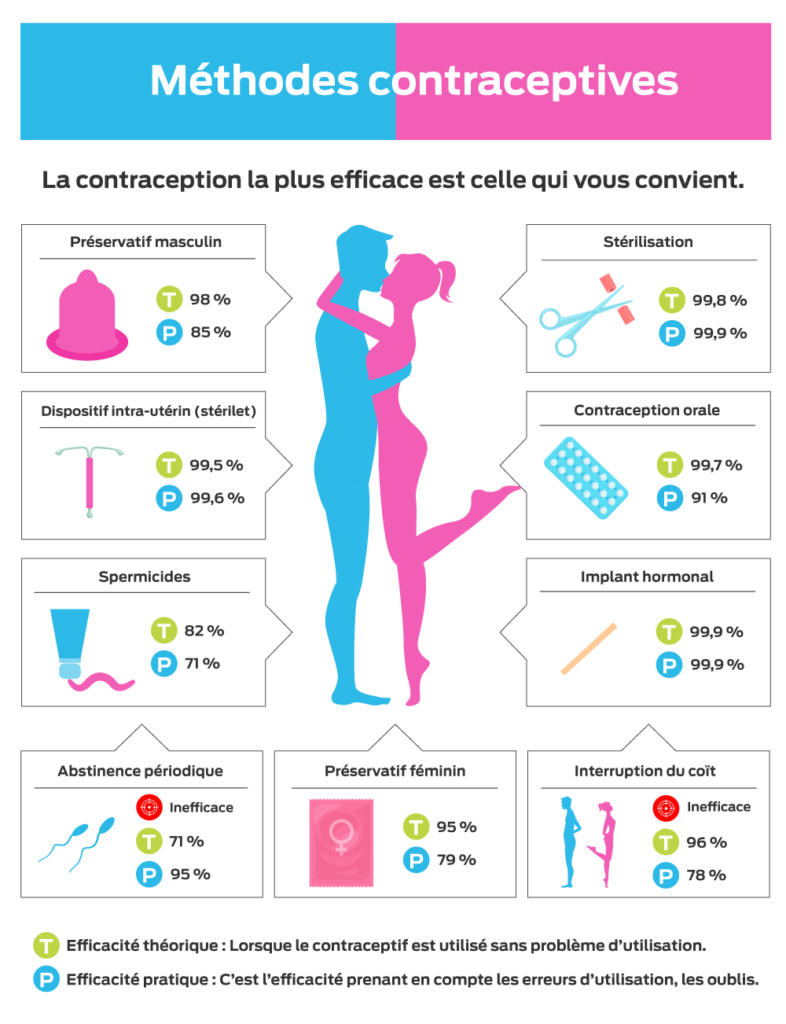 Méthodes contraceptives
La contraception la plus efficace est celle qui vous convient.
Préservatif masculin
T 98 %
P 85 %
Stérilisation
T 99,8 %
P 99,9 %
Dispositif intra-utérin (stérilet)
T 99,5 %
P 99,6 %
Contraception orale
T 99,7 %
P 91 %
Spermicides
T 82 %
P 71 %
Implant hormonal
T 99,9 %
P 99,9 %
Abstinence périodique
Inefficace
T 71 %
P 95 %
Préservatif féminin
T 95 %
P 79 %
Interruption du coït
Inefficace
T 96 %
P 78 %
T Efficacité théorique : Lorsque le contraceptif est utilisé sans problème d’utilisation.
P Efficacité pratique : C’est l’efficacité prenant en compte les erreurs d’utilisation, les oublis.